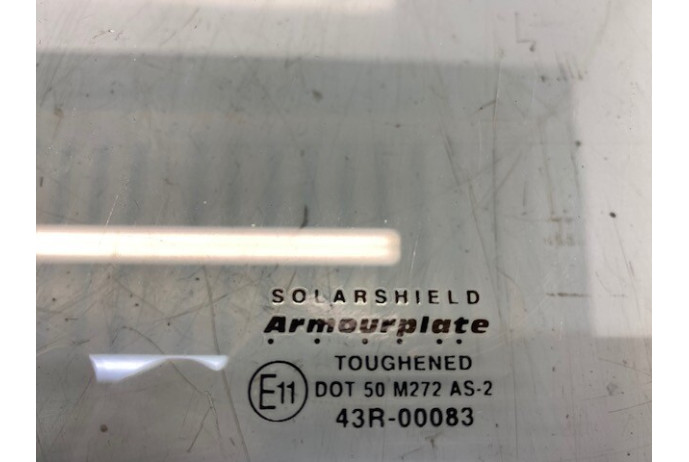 SOLARSHIELD
Armourplate
TOUGHENED
E11 DOT 50 M272 AS-2
43R-00083